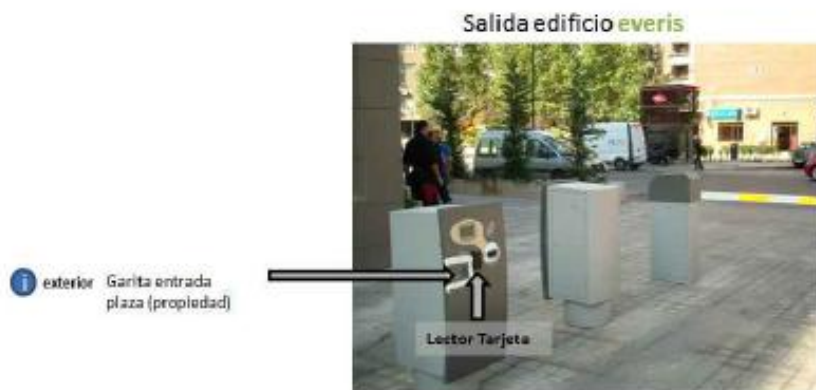 Salida edificio everis
i exterior Garita entrada
plaza (propiedad)
Lector Tarjeta